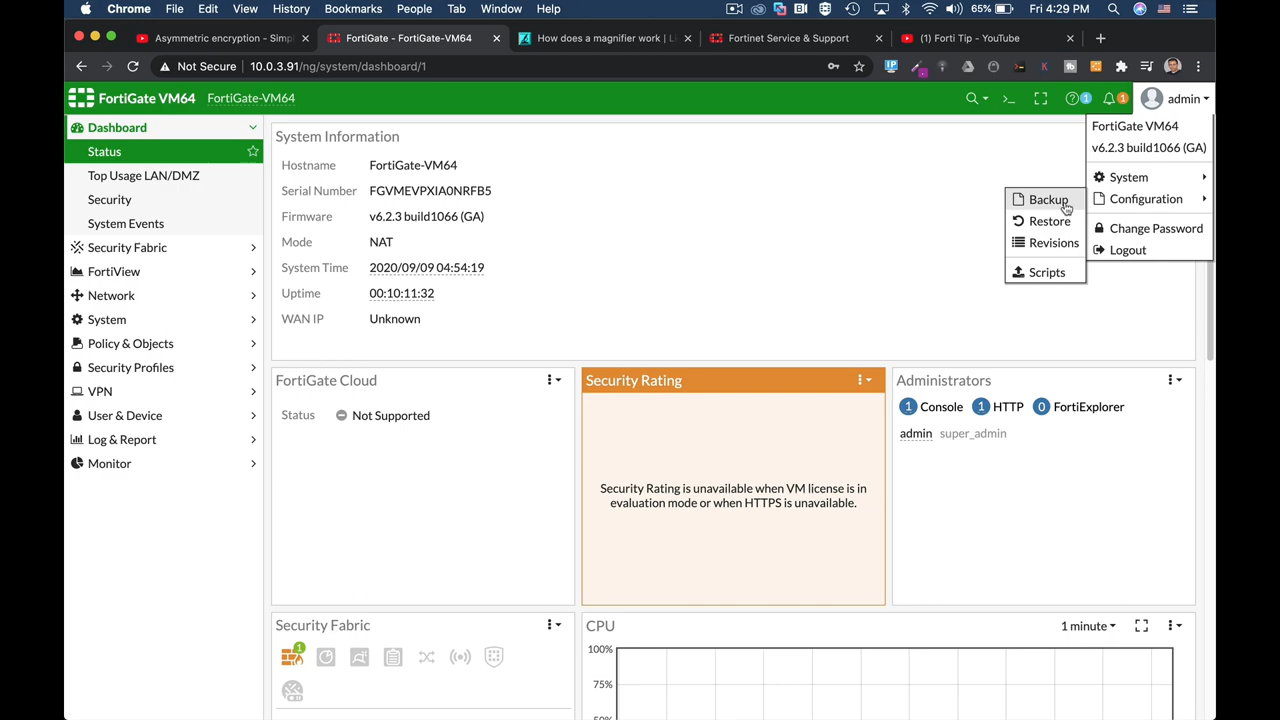 Chrome File Edit View History Bookmarks People Tab Window Help 65% Fri 4:29 PM
Asymmetric encryption - Simp
FortiGate - FortiGate-VM64
How does a magnifier work | Li
Fortinet Service & Support
(1) Forti Tip - YouTube
Not Secure 10.0.3.91/ng/system/dashboard/1
FortiGate VM64 FortiGate-VM64 1 1 admin
Dashboard
Status
Top Usage LAN/DMZ
Security
System Events
Security Fabric
FortiView
Network
System
Policy & Objects
Security Profiles
VPN
User & Device
Log & Report
Monitor
System Information
Hostname FortiGate-VM64
Serial Number FGVMEVPXIA0NRFB5
Firmware v6.2.3 build1066 (GA)
Mode NAT
System Time 2020/09/09 04:54:19
Uptime 00:10:11:32
WAN IP Unknown
FortiGate VM64
v6.2.3 build1066 (GA)
System
Configuration
Change Password
Logout
Backup
Restore
Revisions
Scripts
FortiGate Cloud
Status Not Supported
Security Rating
Security Rating is unavailable when VM license is in
evaluation mode or when HTTPS is unavailable.
Administrators
1 Console 1 HTTP 0 FortiExplorer
admin super_admin
Security Fabric
1
CPU 1 minute
100%
75%
50%